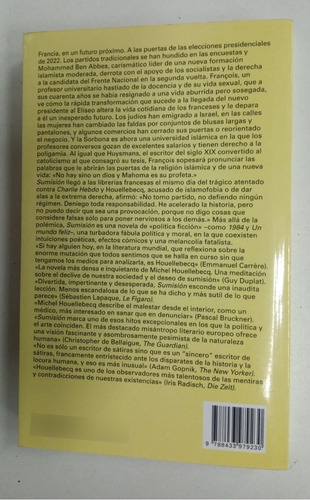 Francia, en un futuro próximo. A las puertas de las elecciones presidenciales
de 2022. Los partidos tradicionales se han hundido en las encuestas y
Mohammed Ben Abbes, carismático líder de una nueva formación
islamista moderada, derrota con el apoyo de los socialistas y la derecha
a la candidata del Frente Nacional en la segunda vuelta. François, un
profesor universitario hastiado de la docencia y de su vida sexual, que a
sus cuarenta años se había resignado a una vida aburrida pero sosegada,
ve cómo la rápida transformación que sucede a la llegada del nuevo
presidente al Elíseo altera la vida cotidiana de los franceses y le depara
a él un inesperado futuro. Los judíos han emigrado a Israel, en las calles
las mujeres han cambiado las faldas por conjuntos de blusas largas y
pantalones, y algunos comercios han cerrado sus puertas o reorientado
el negocio. Y la Sorbona es ahora una universidad islámica en la que los
profesores conversos gozan de excelentes salarios y tienen derecho a la
poligamia. Al igual que Huysmans, el escritor del siglo XIX convertido al
catolicismo al que consagró su tesis, François sopesará pronunciar las
palabras que le abrirán las puertas de la religión islámica y de una nueva
vida: «No hay sino un dios y Mahoma es su profeta.»
Sumisión llegó a las librerías francesas el mismo día del trágico atentado
contra Charlie Hebdo y Houellebecq, acusado de islamofobia o de dar
alas a la extrema derecha, afirmó: «No tomo partido, no defiendo ningún
régimen. Deniego toda responsabilidad. He acelerado la historia, pero
no puedo decir que sea una provocación, porque no digo cosas que
considere falsas sólo para poner nerviosos a los demás.» Más allá de la
polémica, Sumisión es una novela de «política ficción» –como 1984 y Un
mundo feliz–, una turbadora fábula política y moral, en la que coexisten
intuiciones poéticas, efectos cómicos y una melancolía fatalista.
«Si hay alguien hoy, en la literatura mundial, que reflexiona sobre la
enorme mutación que todos sentimos que se halla en curso sin que
tengamos los medios para analizarla, es Houellebecq» (Emmanuel Carrère).
«La novela más densa e inquietante de Michel Houellebecq. Una meditación
sobre el declive de nuestra sociedad y el deseo de sumisión» (Guy Duplat).
«Divertida, impertinente y desesperada, Sumisión esconde una inaudita
lección. Menos escandalosa de lo que se ha dicho y más sutil de lo que
parece» (Sébastien Lapaque, Le Figaro).
«Michel Houellebecq describe el malestar desde el interior, como un
médico, más interesado en sanar que en denunciar» (Pascal Bruckner).
«Sumisión merca uno de esos hitos excepcionales en los que la política y
el arte coinciden. El más destacado misántropo literario europeo ofrece
una visión fascinante y asombrosamente pesimista de la naturaleza
humana» (Christopher de Bellaigue, The Guardian).
«No es sólo un escritor de sátiras sino que es un "sincero" escritor de
sátiras, francamente entristecido ante los disparates de la historia y la
locura humana, y eso es más inusual» (Adam Gopnik, The New Yorker).
«Houellebecq es uno de los observadores más talentosos de las mentiras
y contradicciones de nuestras existencias» (Iris Radisch, Die Zeit).
9 788433 979230